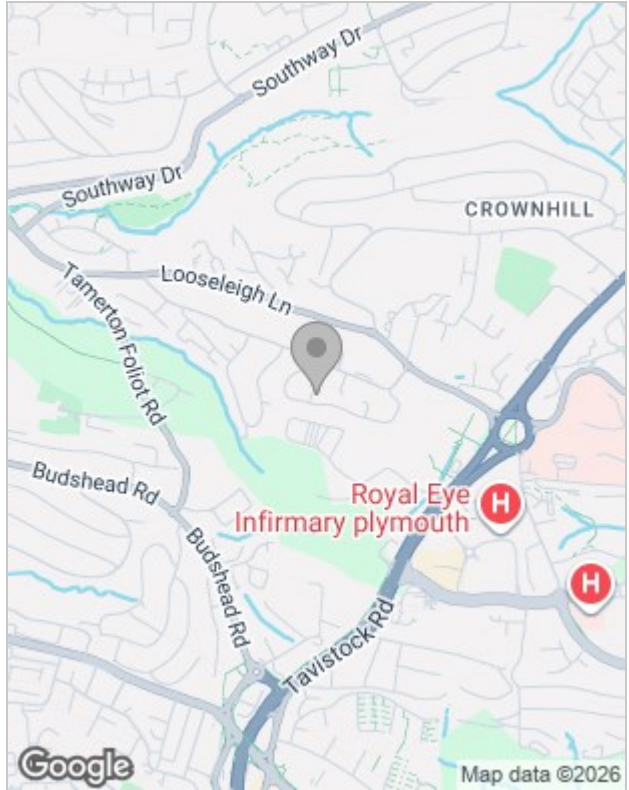 Southway Dr
Southway Dr
CROWNHILL
Looseleigh Ln
Tamerton Foliot Rd
Budshead Rd
Royal Eye
Infirmary plymouth
H
H
Budshead Rd
Tavistock Rd
Google
Map data ©2026